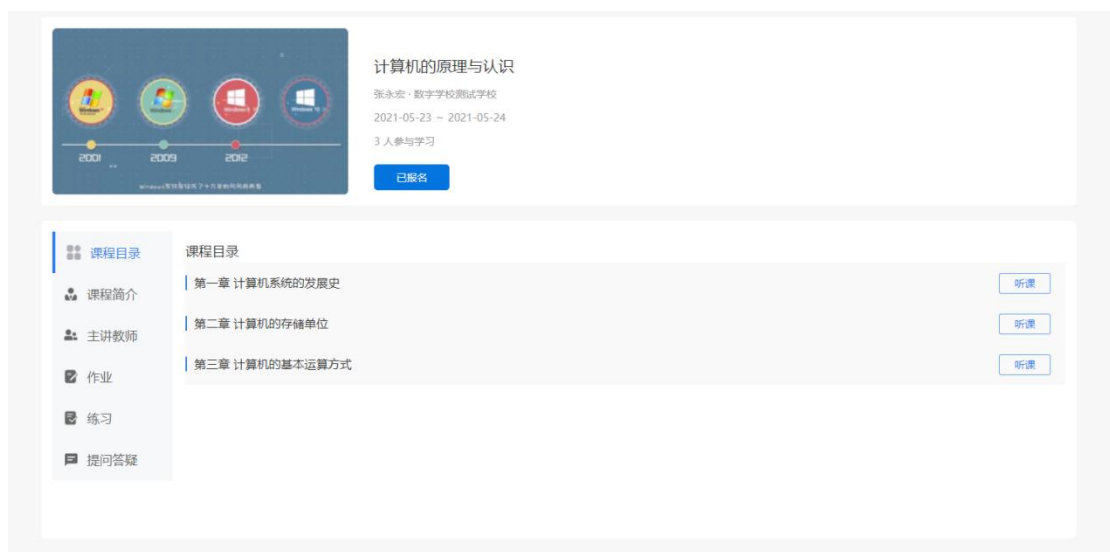 计算机的原理与认识
张永宏 · 数字学校测试学校
2021-05-23 ~ 2021-05-24
3 人参与学习
已报名
2001
2009
2012
课程目录
课程简介
主讲教师
作业
练习
提问答疑
课程目录
第一章 计算机系统的发展史
听课
第二章 计算机的存储单位
听课
第三章 计算机的基本运算方式
听课